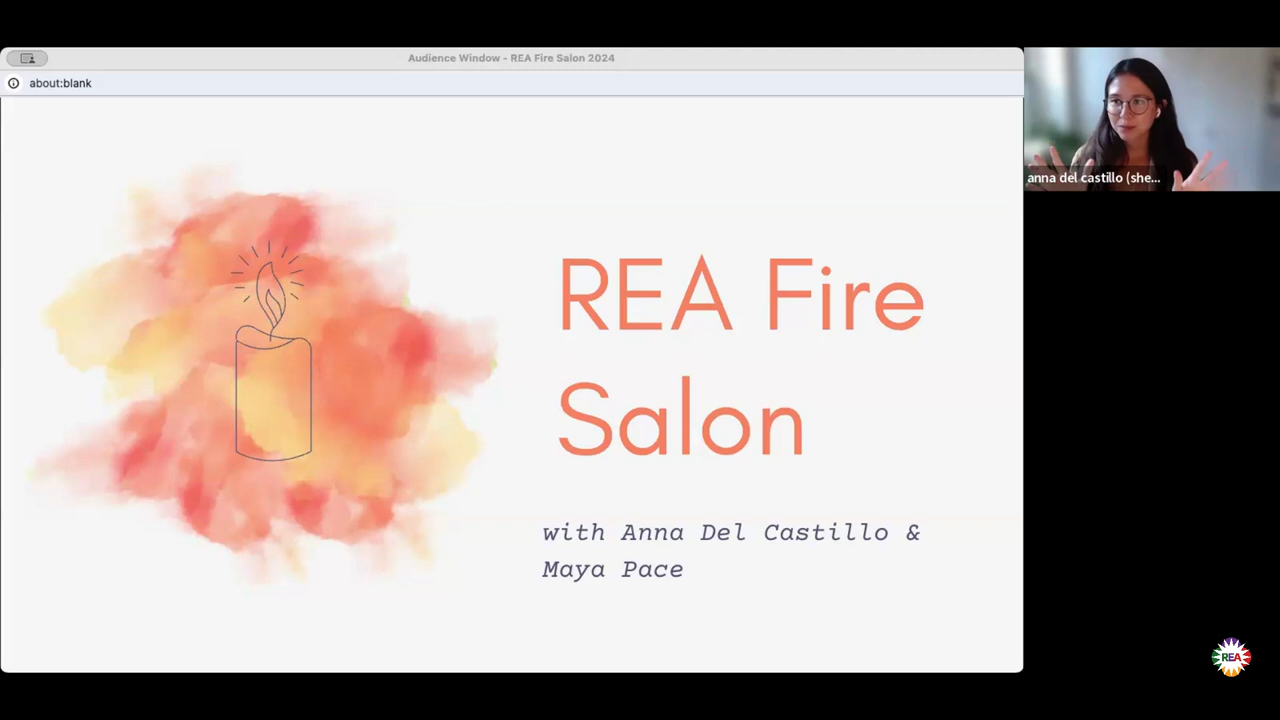 Audience Window - REA Fire Salon 2024
about:blank
anna del castillo (she...
REA Fire
Salon
with Anna Del Castillo &
Maya Pace
REA